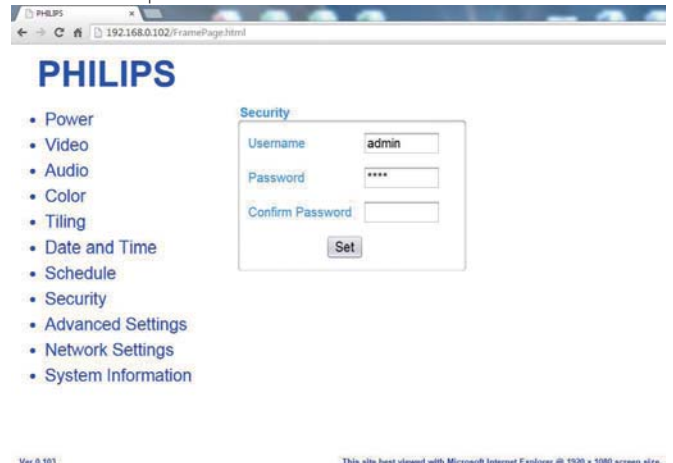 PHILIPS
192.168.0.102/FramePage.html
PHILIPS
• Power
• Video
• Audio
• Color
• Tiling
• Date and Time
• Schedule
• Security
• Advanced Settings
• Network Settings
• System Information
Security
Username admin
Password ****
Confirm Password
Set
Ver 0.103
This site best viewed with Microsoft Internet Explorer @ 1920 x 1080 screen size